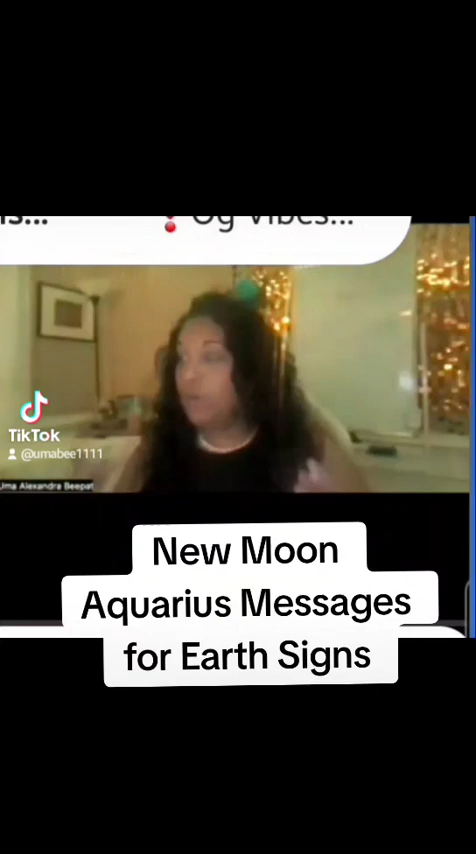 Og Vibes...
TikTok
@umabee1111
Uma Alexandra Beepat
New Moon
Aquarius Messages
for Earth Signs